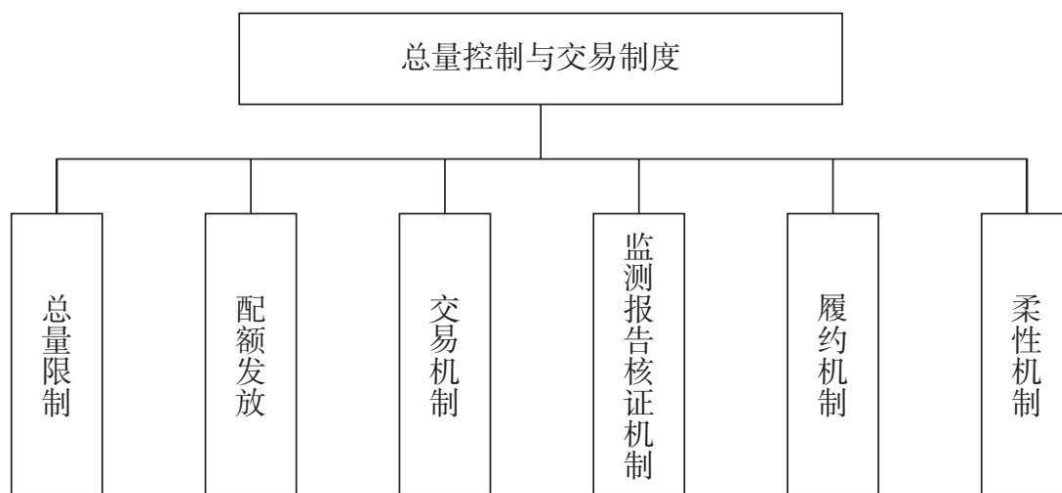 总量控制与交易制度
总量限制
配额发放
交易机制
监测报告核证机制
履约机制
柔性机制